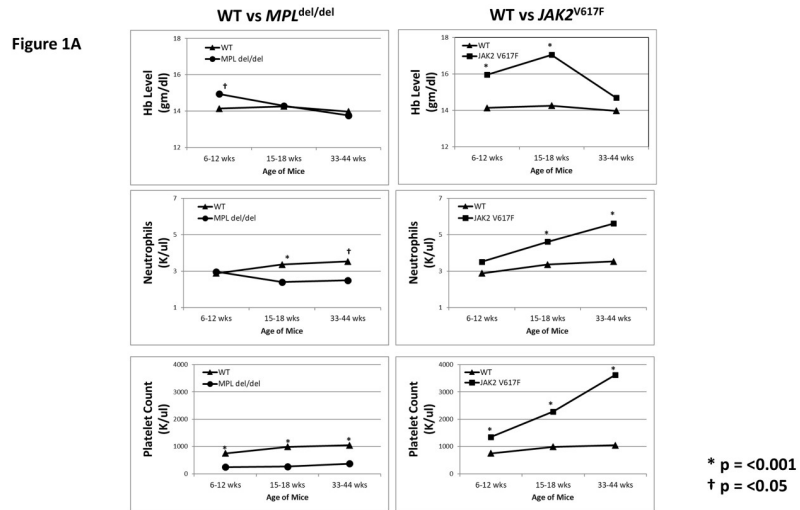 WT vs MPLdel/del
WT vs JAK2V617F
Figure 1A
WT
MPL del/del
Hb Level
(gm/dl)
18
16
14
12
†
6-12 wks
15-18 wks
33-44 wks
Age of Mice
WT
JAK2 V617F
Hb Level
(gm/dl)
18
16
14
12
*
*
6-12 wks
15-18 wks
33-44 wks
Age of Mice
WT
MPL del/del
Neutrophils
(K/ul)
7
5
3
1
*
†
6-12 wks
15-18 wks
33-44 wks
Age of Mice
WT
JAK2 V617F
Neutrophils
(K/ul)
7
5
3
1
*
*
6-12 wks
15-18 wks
33-44 wks
Age of Mice
WT
MPL del/del
Platelet Count
(K/ul)
4000
3000
2000
1000
0
*
*
*
6-12 wks
15-18 wks
33-44 wks
Age of Mice
WT
JAK2 V617F
Platelet Count
(K/ul)
4000
3000
2000
1000
0
*
*
*
6-12 wks
15-18 wks
33-44 wks
Age of Mice
* p = <0.001
† p = <0.05